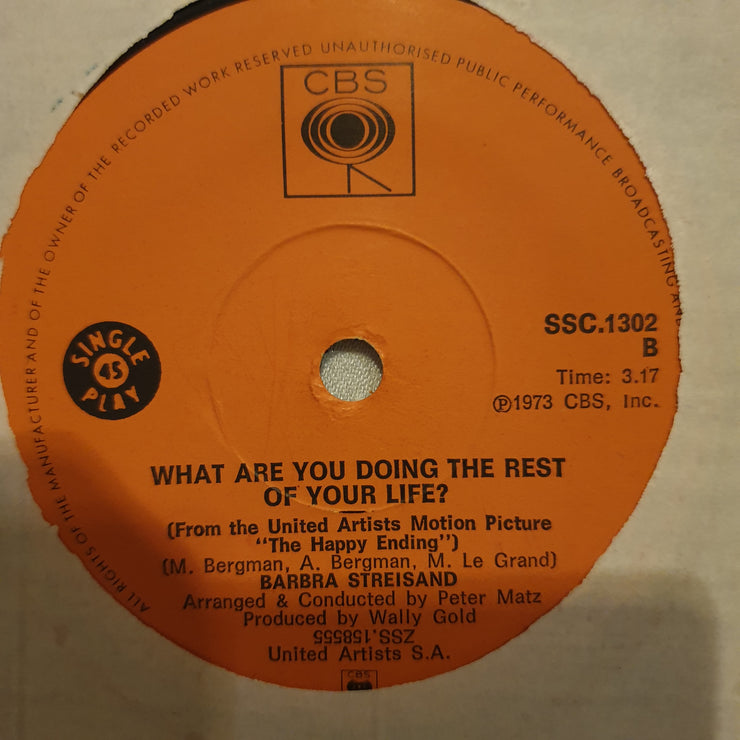 ALL RIGHTS OF THE MANUFACTURER AND OF THE OWNER OF THE RECORDED WORK RESERVED UNAUTHORISED PUBLIC PERFORMANCE BROADCASTING AND
CBS
SINGLE
45
PLAY
SSC.1302
B
Time: 3.17
Ⓟ1973 CBS, Inc.
WHAT ARE YOU DOING THE REST
OF YOUR LIFE?
(From the United Artists Motion Picture
"The Happy Ending")
(M. Bergman, A. Bergman, M. Le Grand)
BARBRA STREISAND
Arranged & Conducted by Peter Matz
Produced by Wally Gold
ZSS.158555
United Artists S.A.
CBS